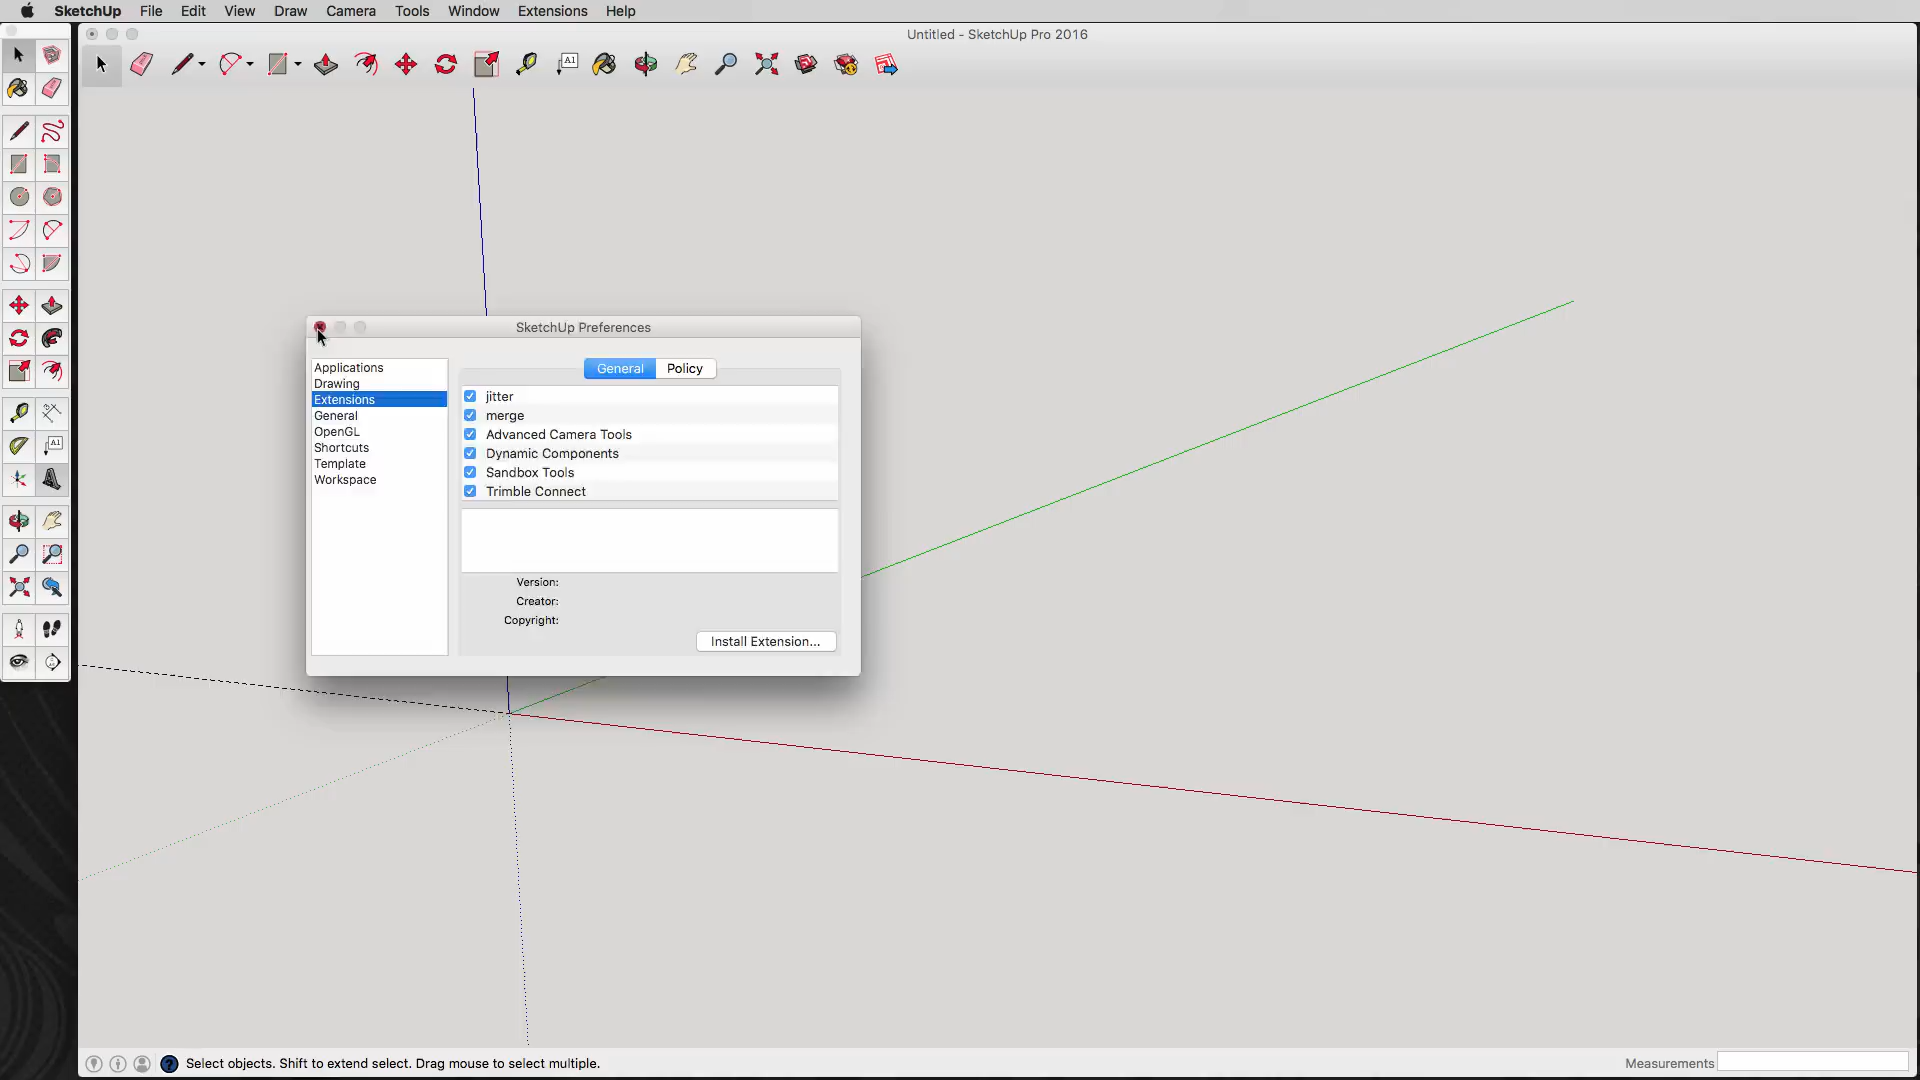 SketchUp File Edit View Draw Camera Tools Window Extensions Help
Untitled - SketchUp Pro 2016
A1
A1
SketchUp Preferences
Applications
Drawing
Extensions
General
OpenGL
Shortcuts
Template
Workspace
General Policy
jitter
merge
Advanced Camera Tools
Dynamic Components
Sandbox Tools
Trimble Connect
Version:
Creator:
Copyright:
Install Extension...
? Select objects. Shift to extend select. Drag mouse to select multiple.
Measurements